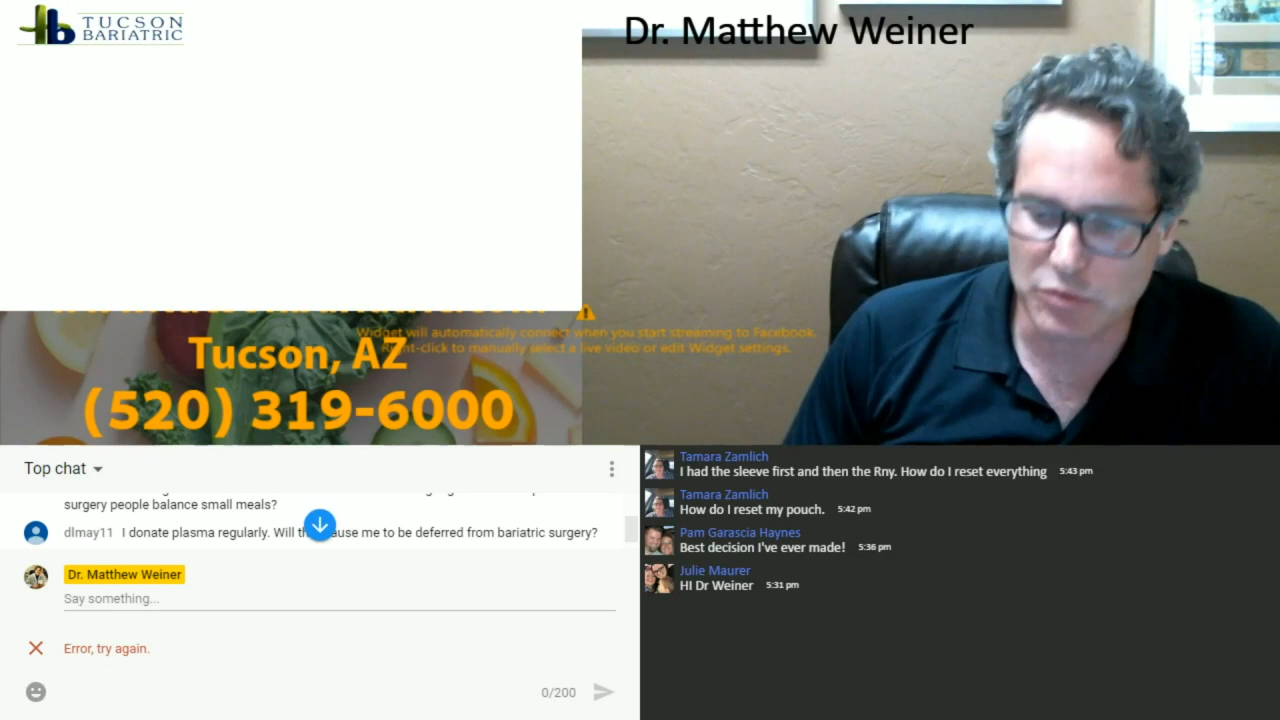 TUCSON
BARIATRIC
Dr. Matthew Weiner
Widget will automatically connect when you start streaming to Facebook.
Right-click to manually select a live video or edit Widget settings.
Tucson, AZ
(520) 319-6000
Top chat
surgery people balance small meals?
dlmay11 I donate plasma regularly. Will me to be deferred from bariatric surgery?
Dr. Matthew Weiner
Say something...
Error, try again.
0/200
Tamara Zamlich
I had the sleeve first and then the Rny. How do I reset everything 5:43 pm
Tamara Zamlich
How do I reset my pouch. 5:42 pm
Pam Garascia Haynes
Best decision I've ever made! 5:36 pm
Julie Maurer
HI Dr Weiner 5:31 pm